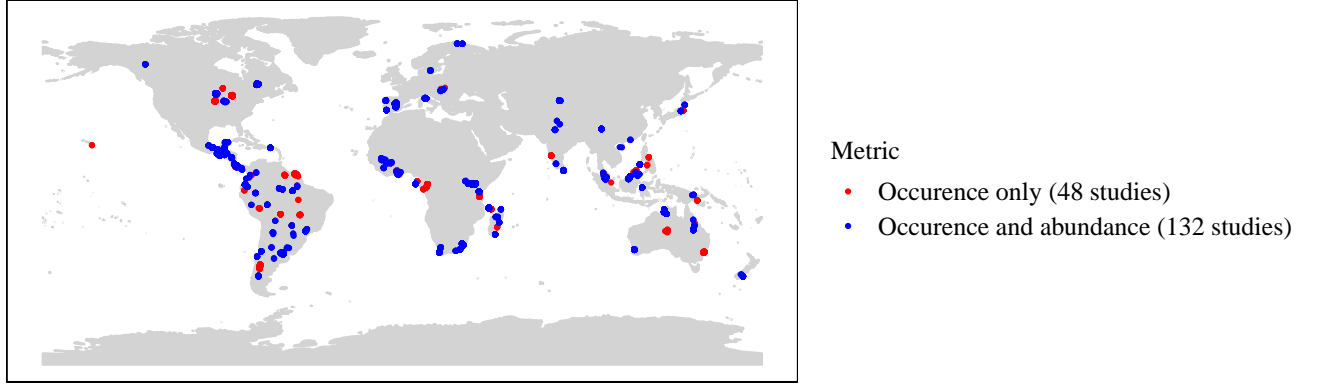 Metric
Occurence only (48 studies)
Occurence and abundance (132 studies)